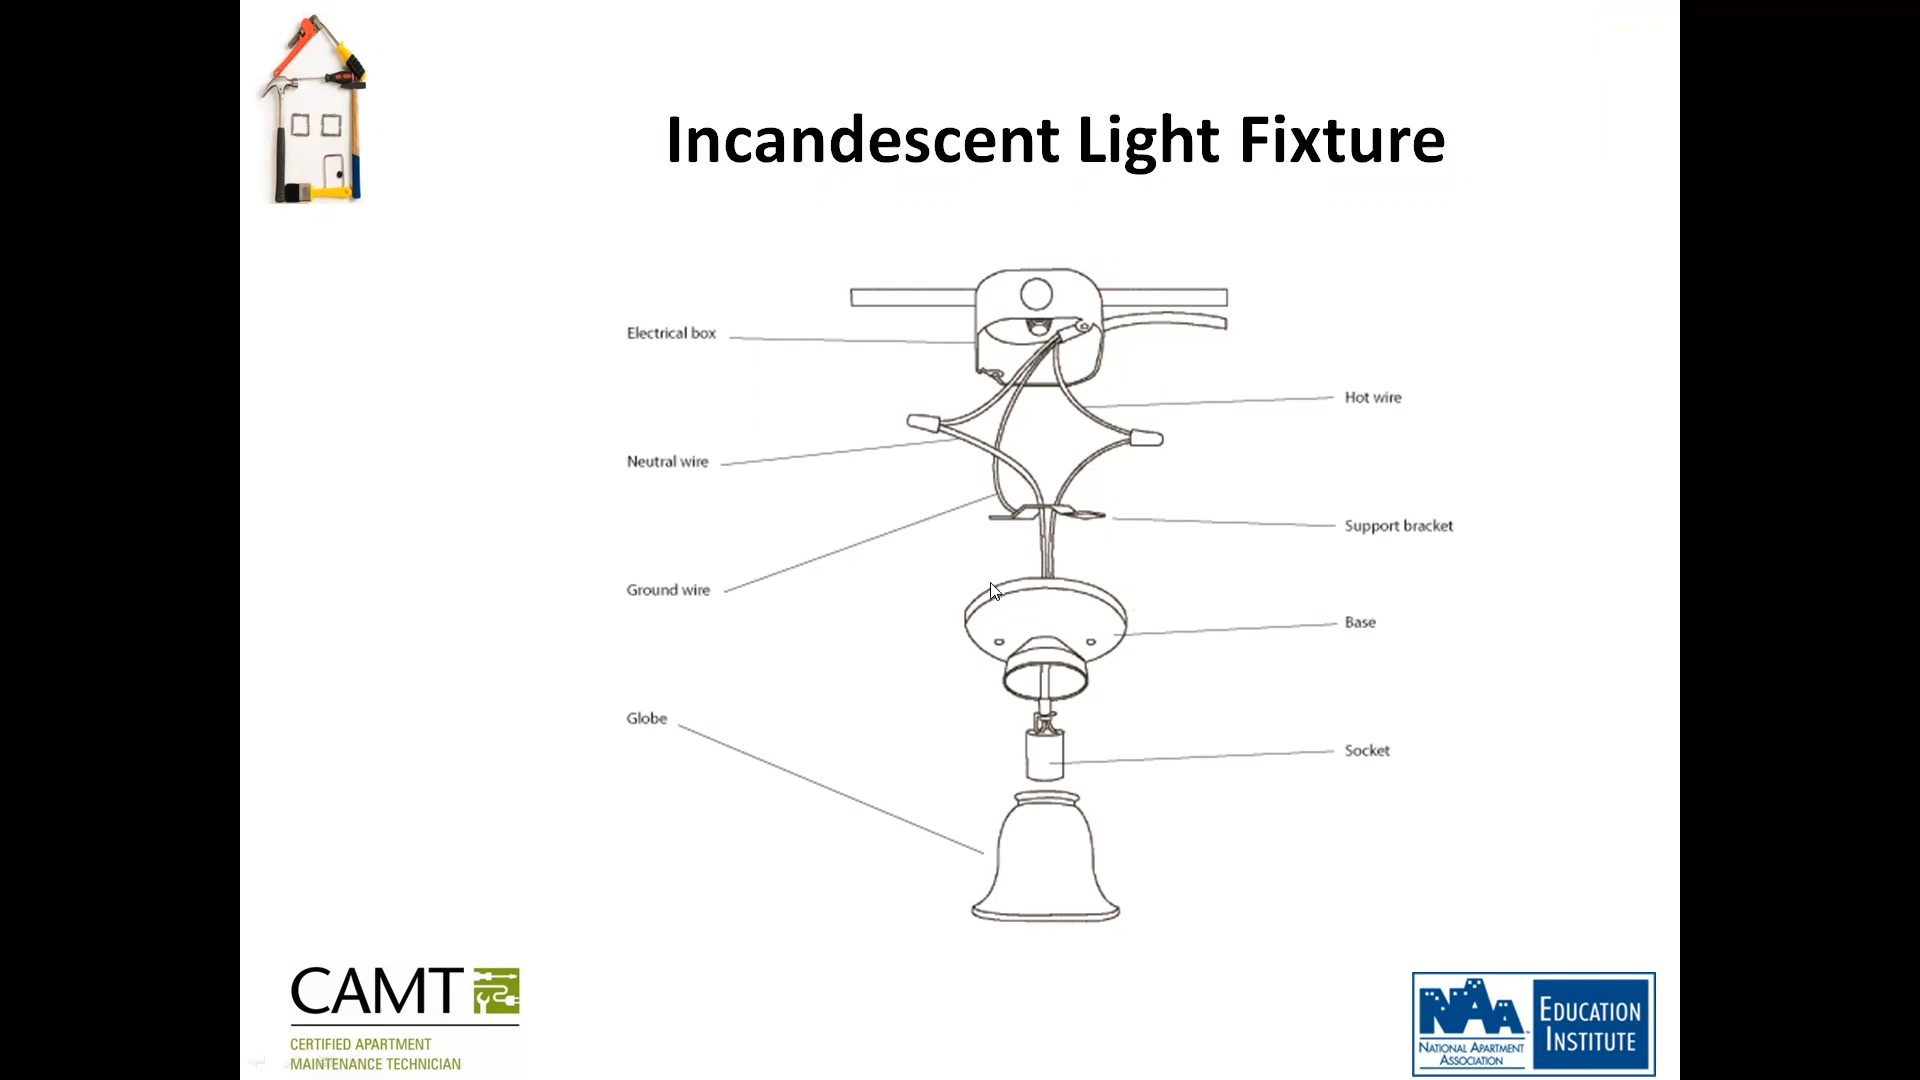 Incandescent Light Fixture
Electrical box
Hot wire
Neutral wire
Support bracket
Ground wire
Base
Globe
Socket
CAMT
CERTIFIED APARTMENT
MAINTENANCE TECHNICIAN
NAA
NATIONAL APARTMENT
ASSOCIATION
EDUCATION
INSTITUTE